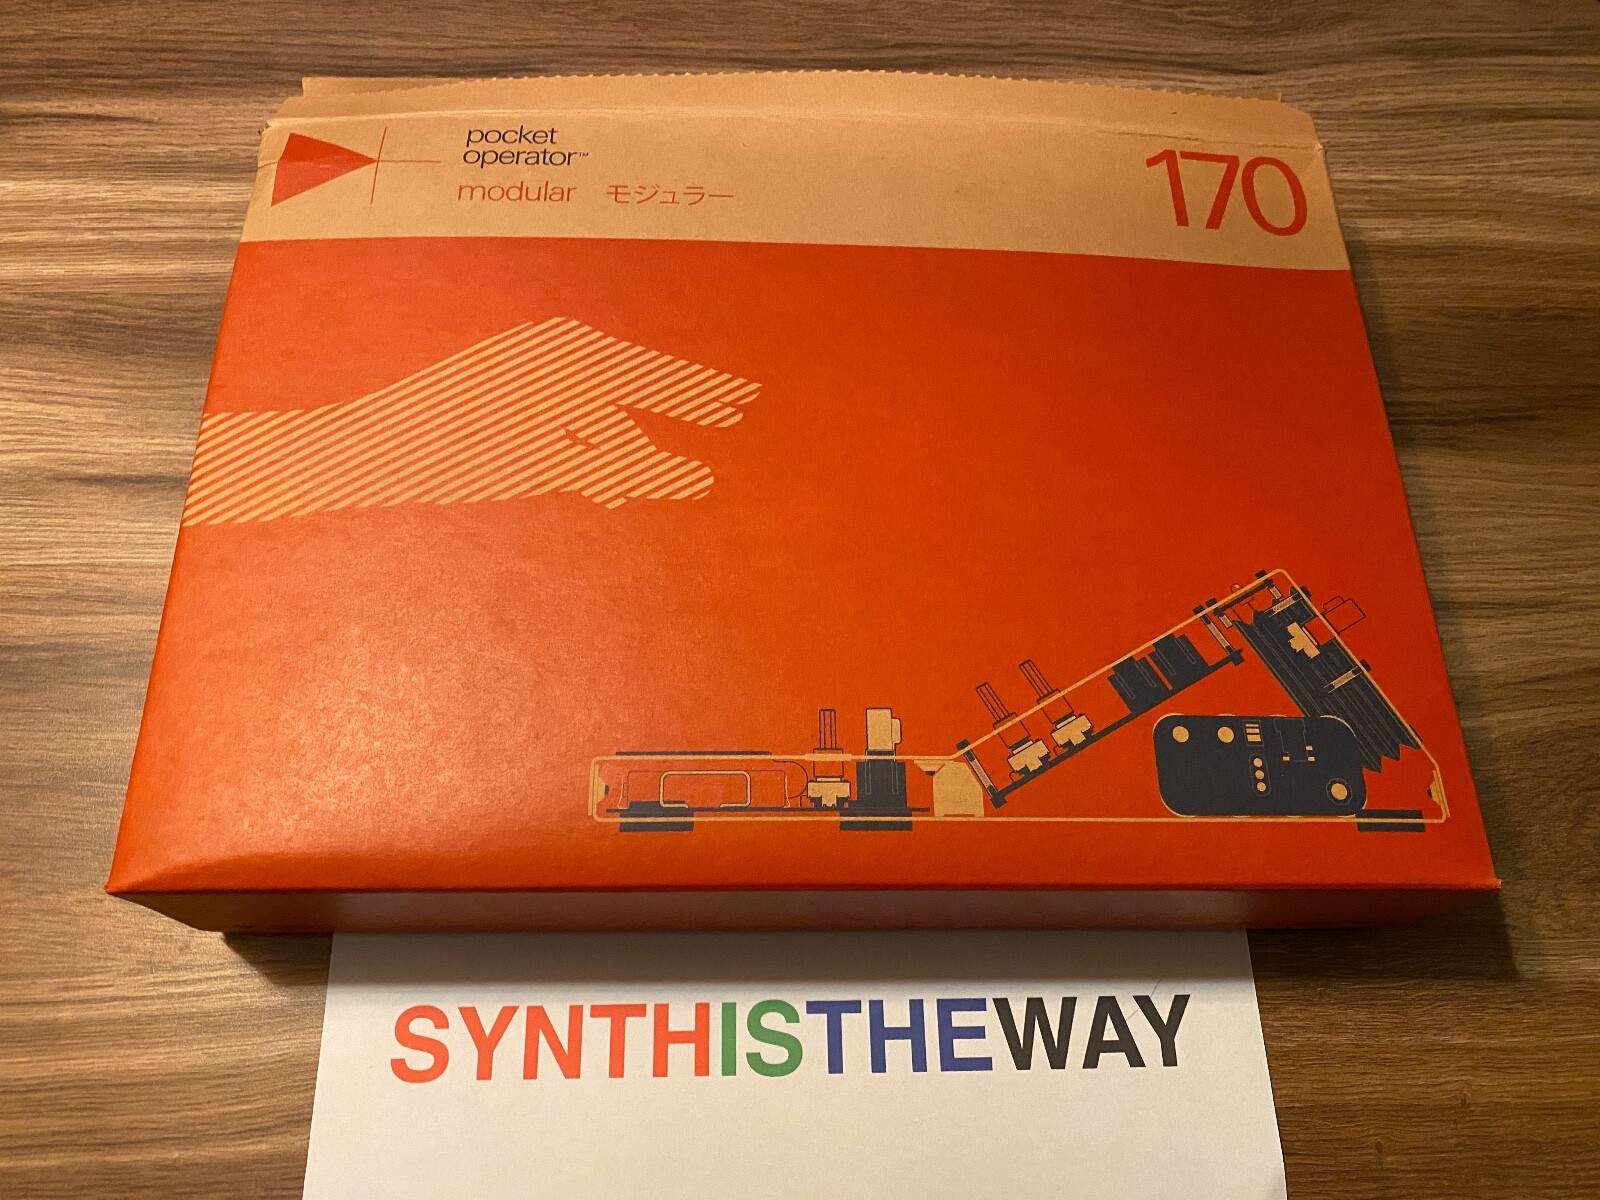 pocket
operator™
modular モジュラー
170
SYNTHISTHEWAY